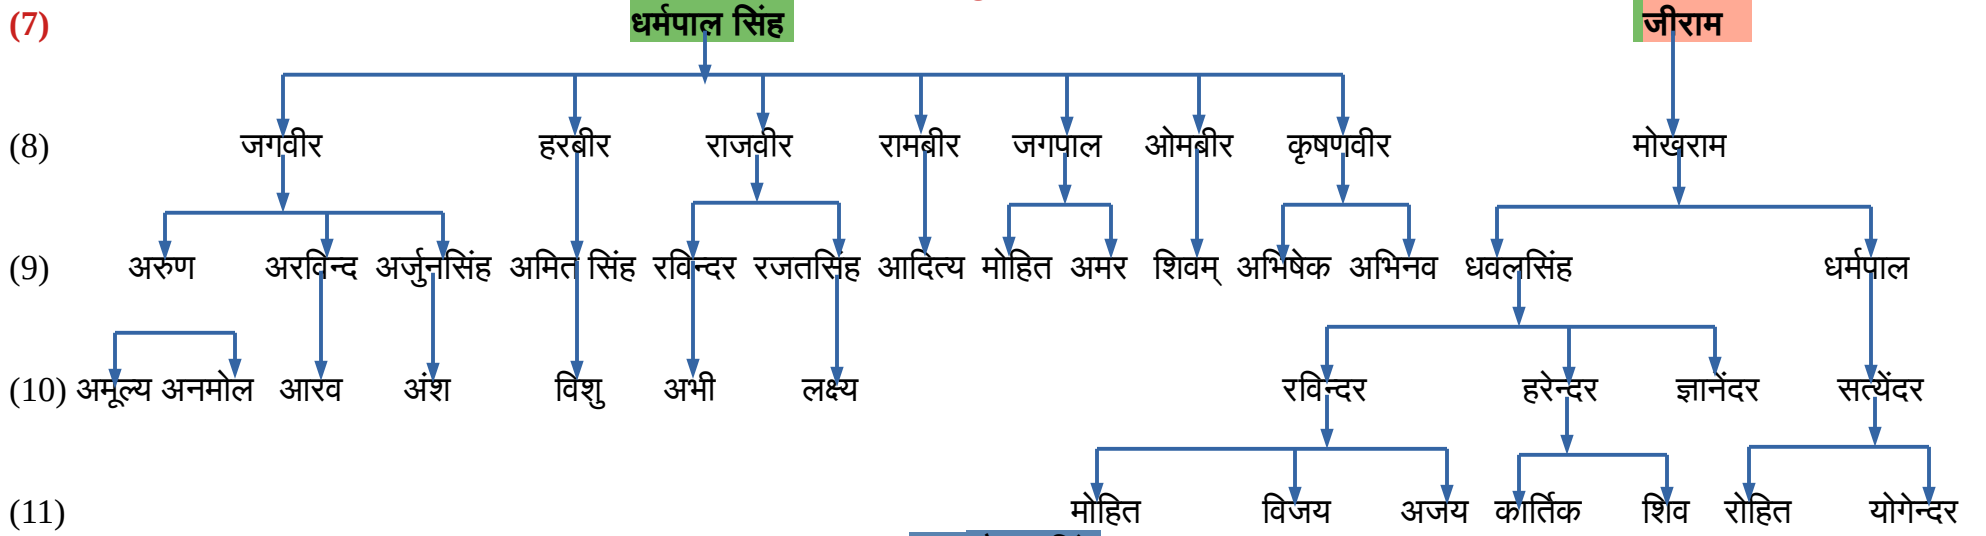 (7) धर्मपाल सिंह जीराम
(8) जगवीर हरबीर राजवीर रामबीर जगपाल ओमबीर कृषणवीर मोखराम
(9) अरुण अरविन्द अर्जुनसिंह अमित सिंह रविन्दर रजतसिंह आदित्य मोहित अमर शिवम् अभिषेक अभिनव धवलसिंह धर्मपाल
(10) अमूल्य अनमोल आरव अंश विशु अभी लक्ष्य रविन्दर हरेन्दर ज्ञानेंदर सत्येंदर
(11) मोहित विजय अजय कार्तिक शिव रोहित योगेन्दर